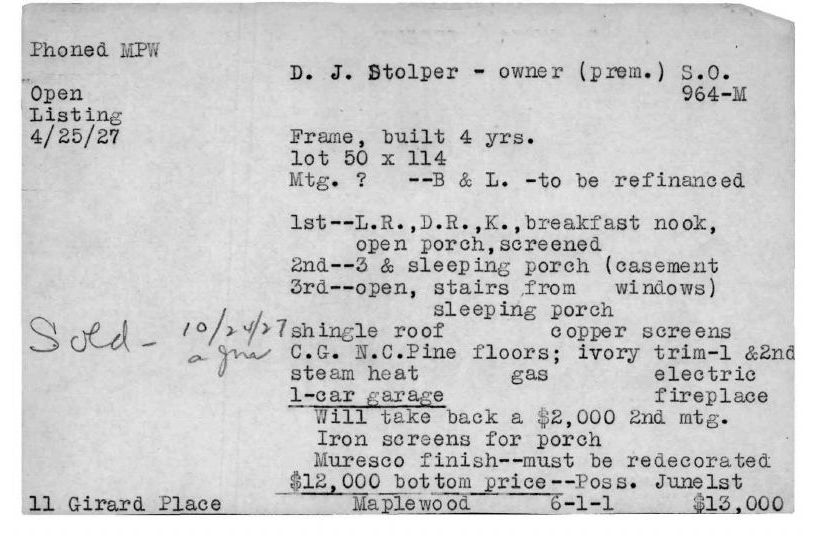 Phoned MPW
D. J. Stolper - owner (prem.) S.O.
964-M
Open
Listing
4/25/27
Frame, built 4 yrs.
lot 50 x 114
Mtg. ? --B & L. -to be refinanced
1st--L.R.,D.R.,K.,breakfast nook,
open porch,screened
2nd--3 & sleeping porch (casement
3rd--open, stairs from windows)
sleeping porch
Sold - 10/24/27
shingle roof copper screens
C.G. N.C.Pine floors; ivory trim-1 &2nd
steam heat gas electric
1-car garage fireplace
Will take back a $2,000 2nd mtg.
Iron screens for porch
Muresco finish--must be redecorated
$12,000 bottom price--Poss. June1st
11 Girard Place Maplewood 6-1-1 $13,000